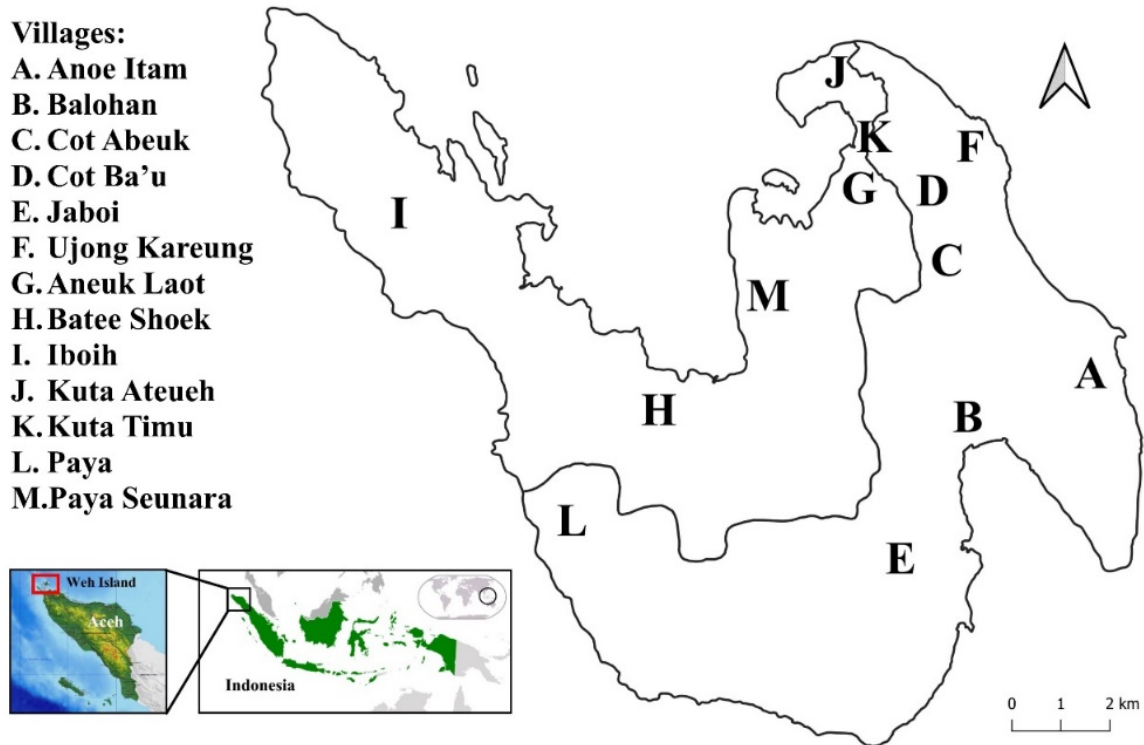 Villages:
A. Anoe Itam
B. Balohan
C. Cot Abeuk
D. Cot Ba'u
E. Jaboi
F. Ujong Kareung
G. Aneuk Laot
H. Batee Shoek
I. Iboih
J. Kuta Ateueh
K. Kuta Timu
L. Paya
M. Paya Seunara
J
K
F
G
D
I
C
M
A
H
B
L
E
Weh Island
Aceh
Indonesia
0 1 2 km